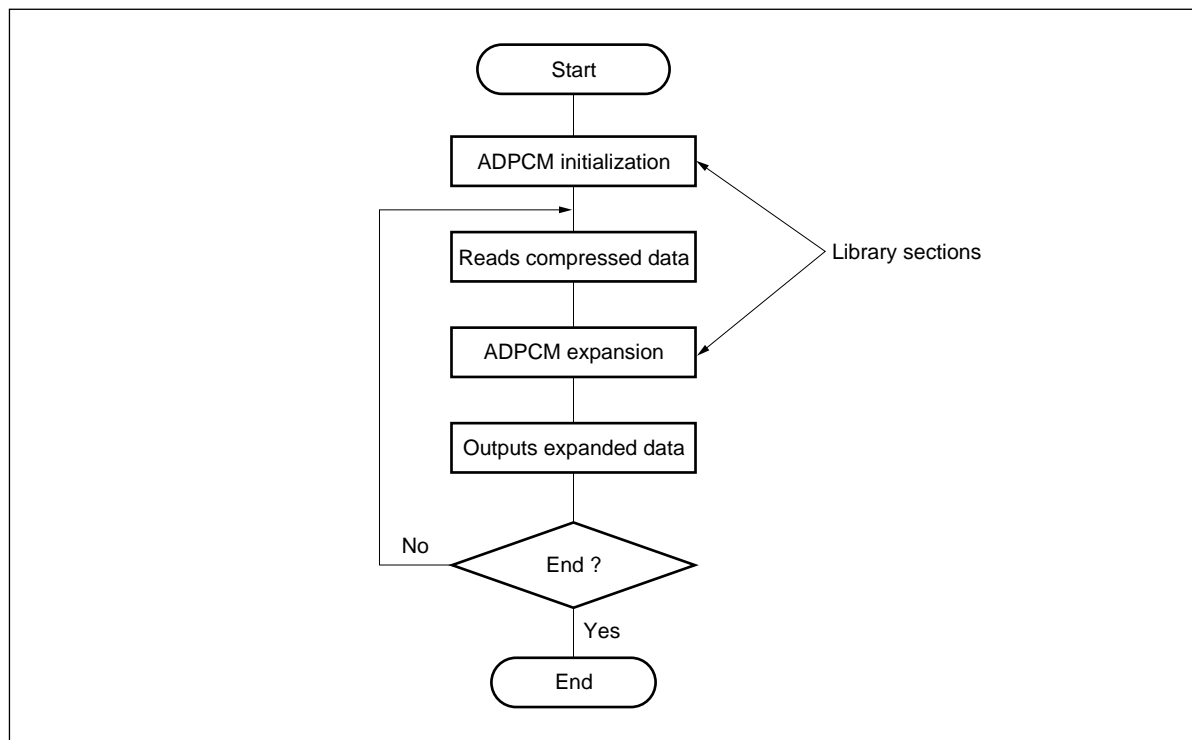 Start
ADPCM initialization
Reads compressed data
Library sections
ADPCM expansion
Outputs expanded data
No
End ?
Yes
End